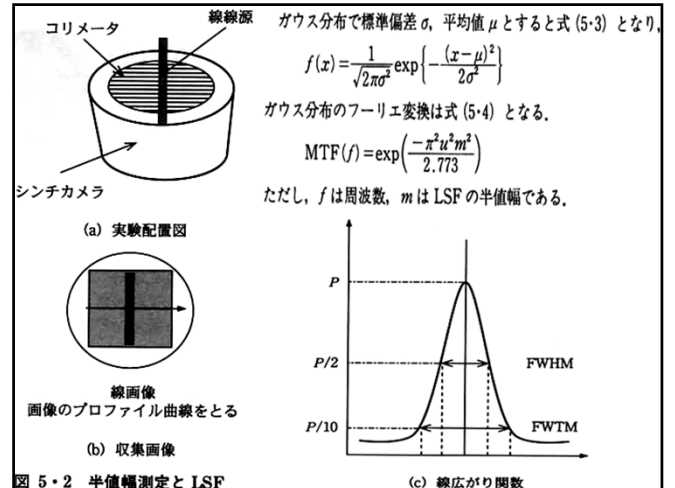 コリメータ
線線源
シンチカメラ
(a) 実験配置図
線画像
画像のプロファイル曲線をとる
(b) 収集画像
図 5・2 半値幅測定と LSF
ガウス分布で標準偏差 σ, 平均値 μ とすると式 (5・3) となり,
f(x)=1/√2πσ² exp{-(x-μ)²/2σ²}
ガウス分布のフーリエ変換は式 (5・4) となる.
MTF(f)=exp(-π²u²m²/2.773)
ただし, f は周波数, m は LSF の半値幅である.
P
P/2
FWHM
P/10
FWTM
(c) 線広がり関数